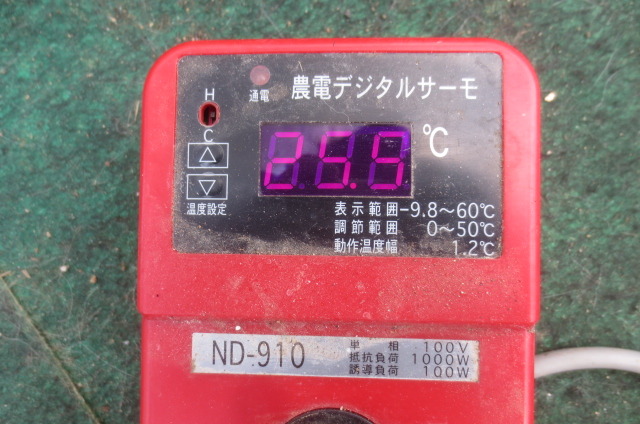 農電デジタルサーモ
H
通電
C
25.5 ℃
温度設定
表示範囲 -9.8～60℃
調節範囲 0～50℃
動作温度幅 1.2℃
ND-910
単相 100V
抵抗負荷 1000W
誘導負荷 100W